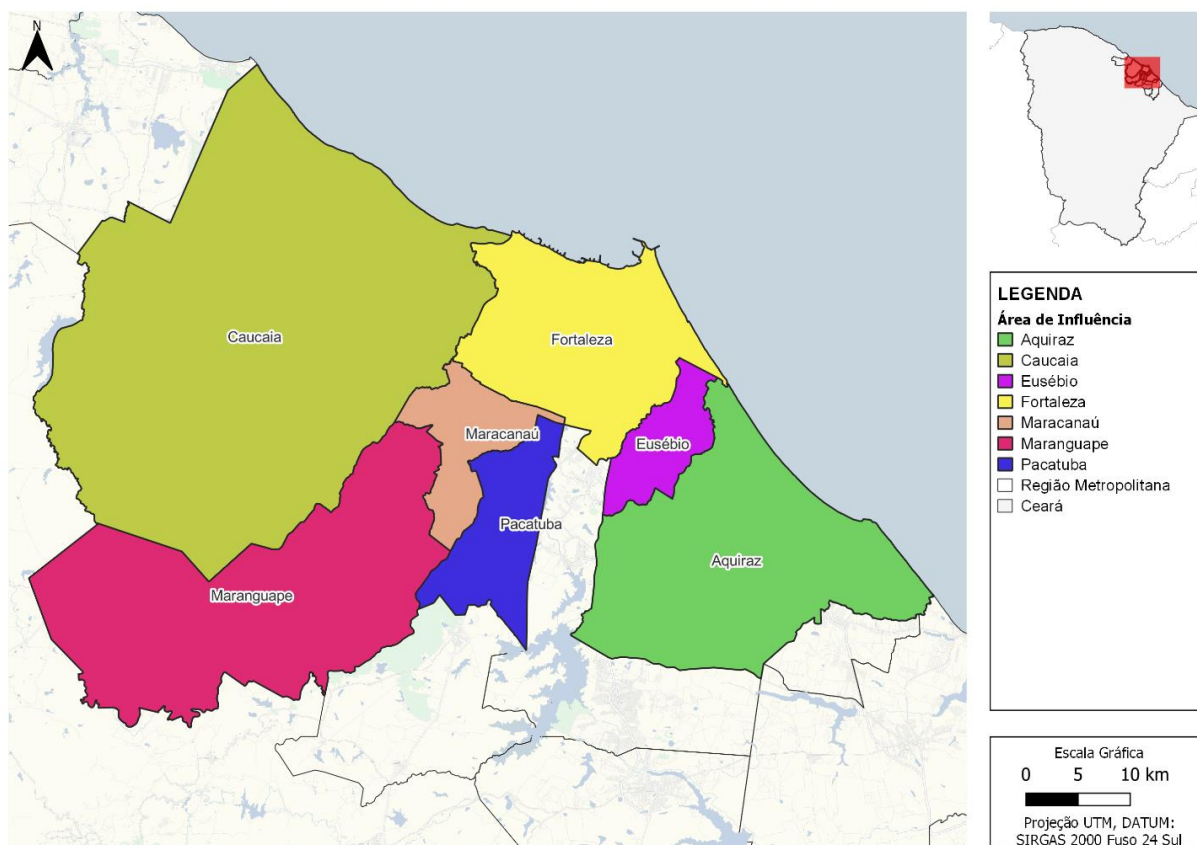 N
Caucaia
Fortaleza
Maracanaú
Eusébio
Pacatuba
Aquiraz
Maranguape
LEGENDA
Área de Influência
Aquiraz
Caucaia
Eusébio
Fortaleza
Maracanaú
Maranguape
Pacatuba
Região Metropolitana
Ceará
Escala Gráfica
0 5 10 km
Projeção UTM, DATUM:
SIRGAS 2000 Fuso 24 Sul